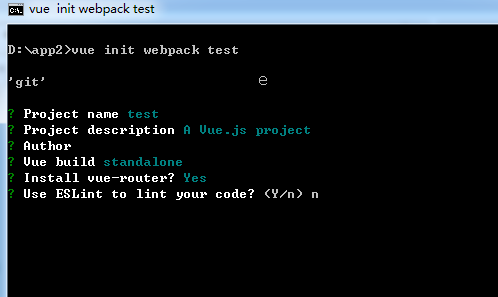 vue init webpack test
D:\app2>vue init webpack test
'git'
e
? Project name test
? Project description A Vue.js project
? Author
? Vue build standalone
? Install vue-router? Yes
? Use ESLint to lint your code? (Y/n) n